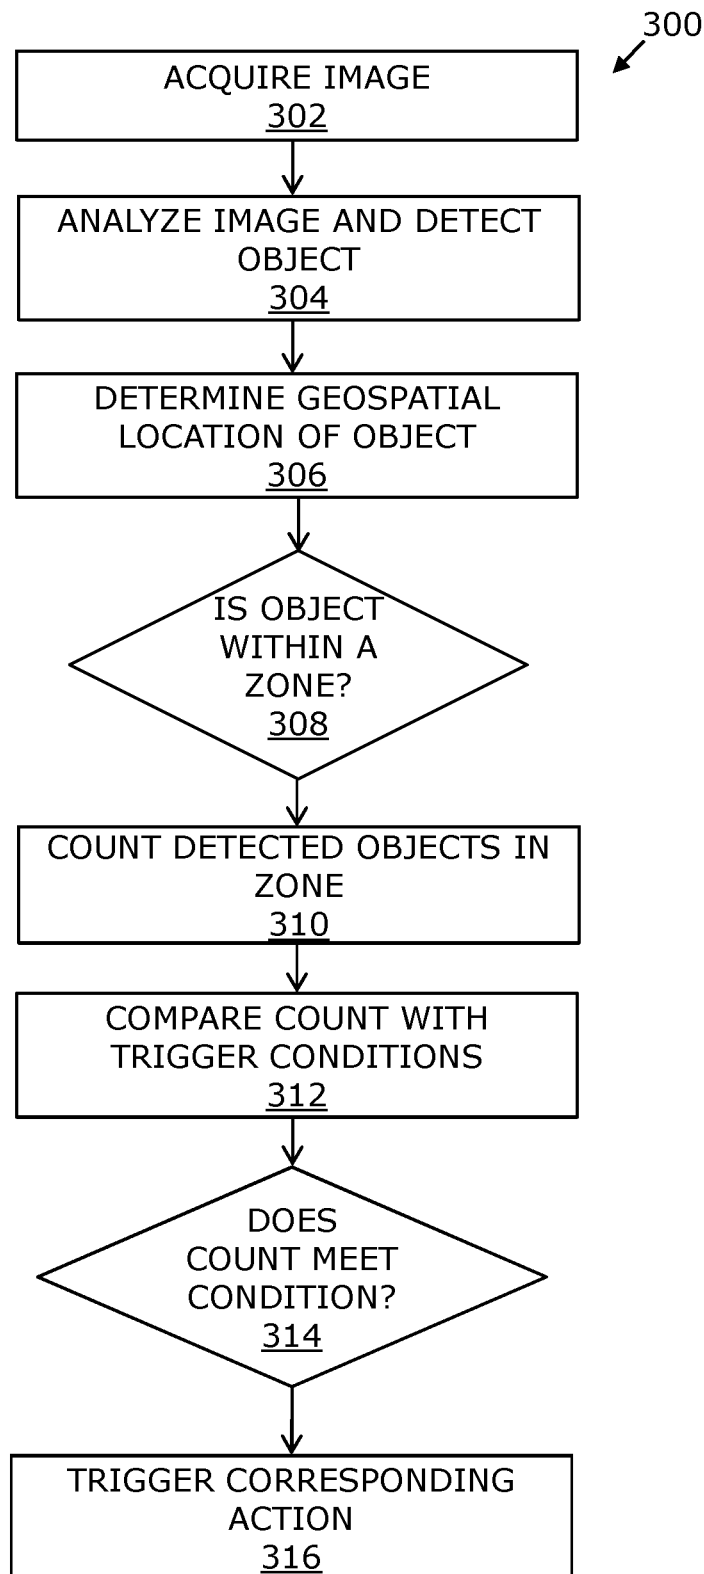 300
ACQUIRE IMAGE
302
ANALYZE IMAGE AND DETECT
OBJECT
304
DETERMINE GEOSPATIAL
LOCATION OF OBJECT
306
IS OBJECT
WITHIN A
ZONE?
308
COUNT DETECTED OBJECTS IN
ZONE
310
COMPARE COUNT WITH
TRIGGER CONDITIONS
312
DOES
COUNT MEET
CONDITION?
314
TRIGGER CORRESPONDING
ACTION
316